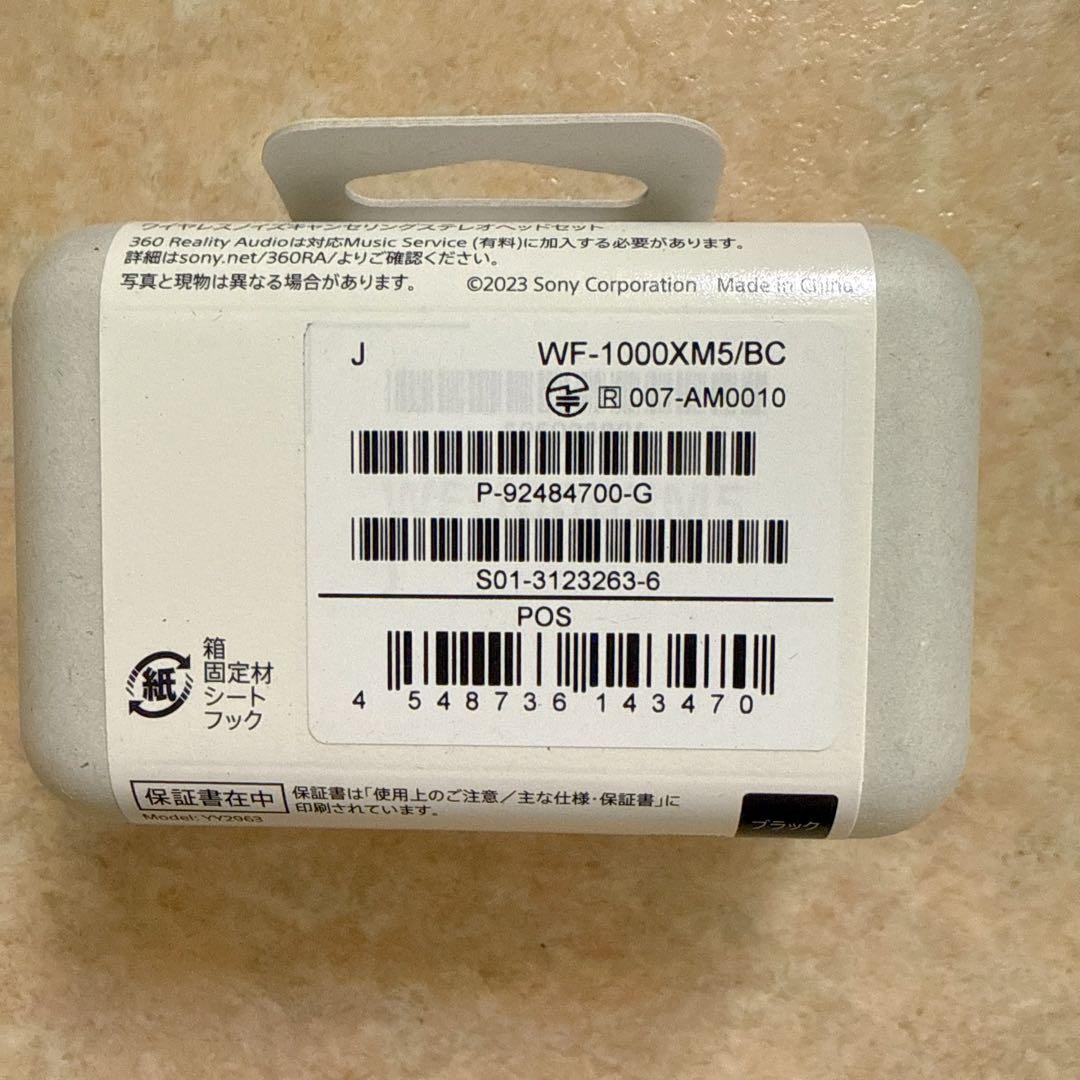 ワイヤレスノイズキャンセリングステレオヘッドセット
360 Reality Audioは対応Music Service (有料)に加入する必要があります。
詳細はsony.net/360RA/よりご確認ください。
写真と現物は異なる場合があります。 ©2023 Sony Corporation Made in China
J WF-1000XM5/BC
R 007-AM0010
P-92484700-G
S01-3123263-6
POS
4 548736 143470
紙
箱
固定材
シート
フック
保証書在中 保証書は「使用上のご注意/主な仕様・保証書」に
印刷されています。
Model: YY2963
ブラック